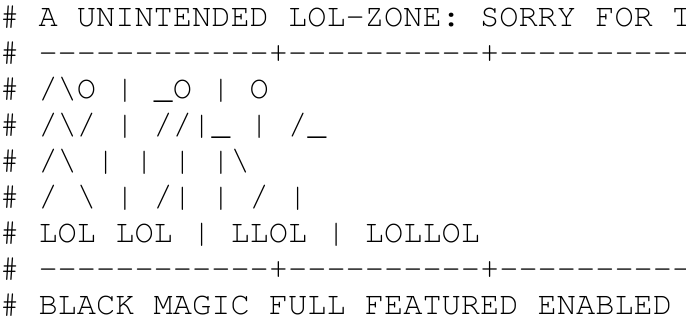 # A UNINTENDED LOL-ZONE: SORRY FOR T
# ------------+----------+----------
# /\O | _O | O
# /\/ | //|_ | /_
# /\ | | | |\
# / \ | /| | / |
# LOL LOL | LLOL | LOLLOL
# ------------+----------+----------
# BLACK MAGIC FULL FEATURED ENABLED